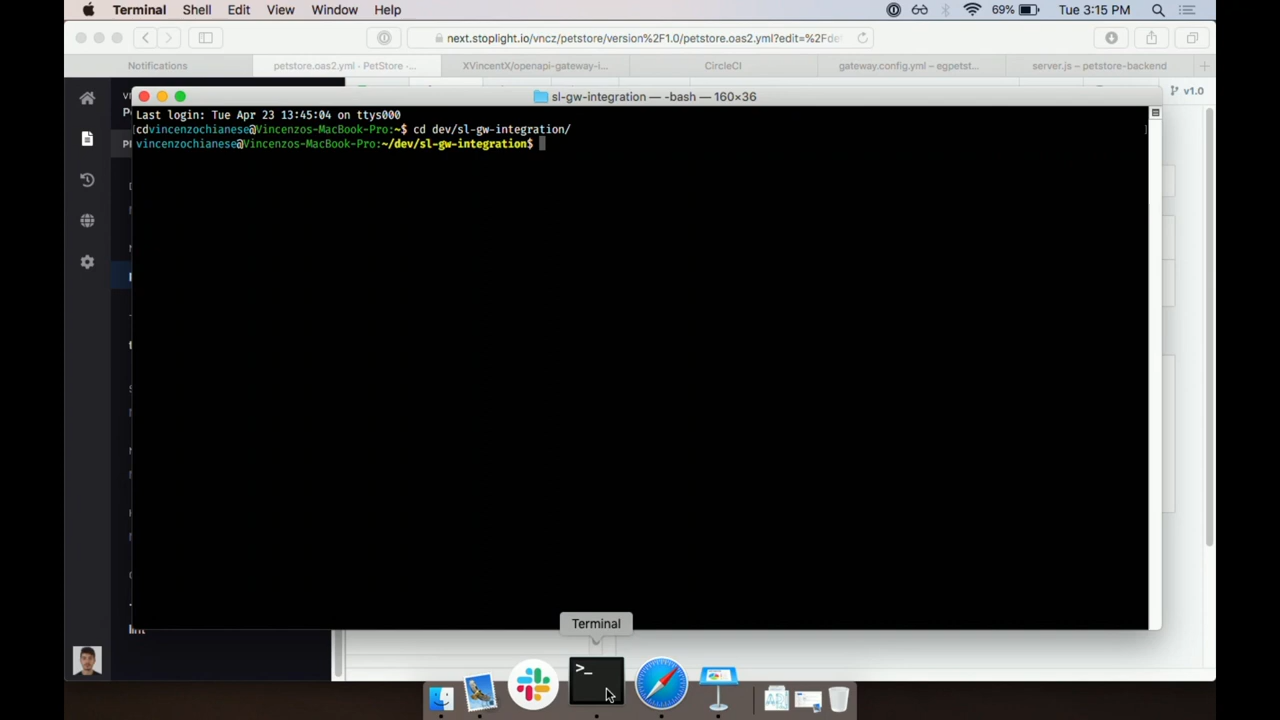 Terminal Shell Edit View Window Help 69% Tue 3:15 PM
next.stoplight.io/vncz/petstore/version%2F1.0/petstore.oas2.yml?edit=%2Fde
Notifications petstore.oas2.yml - PetStore -... XVincentX/openapi-gateway-i... CircleCI gateway.config.yml — egpetst... server.js — petstore-backend
v1.0
sl-gw-integration — -bash — 160×36
Last login: Tue Apr 23 13:45:04 on ttys000
cdvincenzochianese@Vincenzos-MacBook-Pro:~$ cd dev/sl-gw-integration/
vincenzochianese@Vincenzos-MacBook-Pro:~/dev/sl-gw-integration$
Terminal
>_